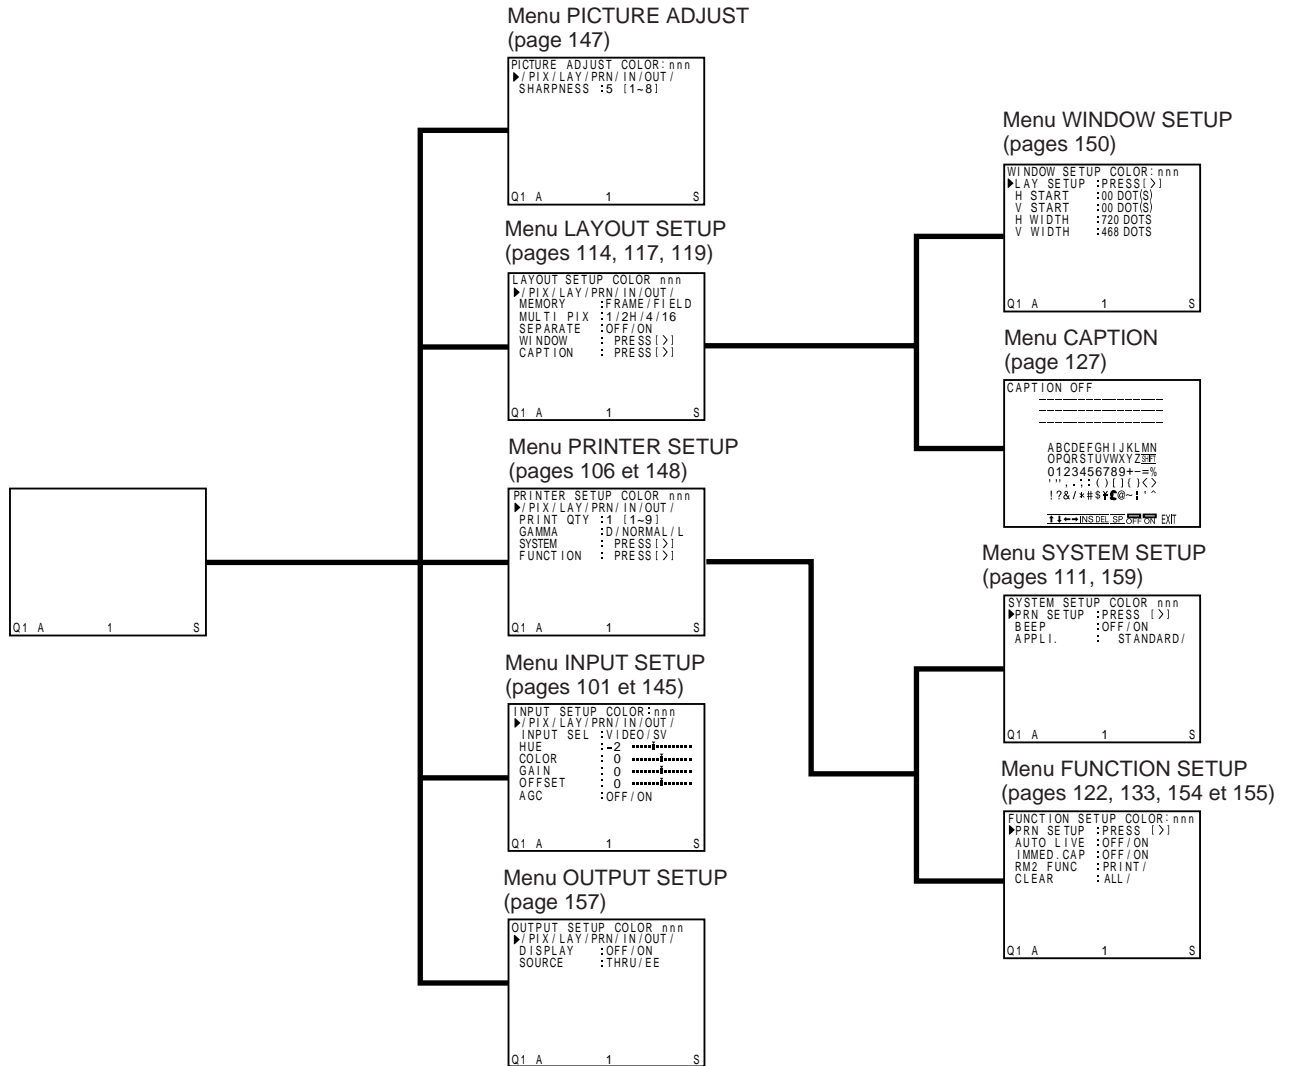 Menu PICTURE ADJUST
(page 147)
PICTURE ADJUST COLOR:nnn
▶/PIX/LAY/PRN/IN/OUT/
SHARPNESS :5 [1~8]
Q1 A 1 S
Menu LAYOUT SETUP
(pages 114, 117, 119)
LAYOUT SETUP COLOR nnn
▶/PIX/LAY/PRN/IN/OUT/
MEMORY :FRAME/FIELD
MULTI PIX :1/2H/4/16
SEPARATE :OFF/ON
WINDOW : PRESS[>]
CAPTION : PRESS[>]
Q1 A 1 S
Menu PRINTER SETUP
(pages 106 et 148)
PRINTER SETUP COLOR nnn
▶/PIX/LAY/PRN/IN/OUT/
PRINT QTY :1 [1~9]
GAMMA :D/NORMAL/L
SYSTEM : PRESS[>]
FUNCTION : PRESS[>]
Q1 A 1 S
Q1 A 1 S
Menu INPUT SETUP
(pages 101 et 145)
INPUT SETUP COLOR:nnn
▶/PIX/LAY/PRN/IN/OUT/
INPUT SEL :VIDEO/SV
HUE :-2
COLOR : 0
GAIN : 0
OFFSET : 0
AGC :OFF/ON
Q1 A 1 S
Menu OUTPUT SETUP
(page 157)
OUTPUT SETUP COLOR nnn
▶/PIX/LAY/PRN/IN/OUT/
DISPLAY :OFF/ON
SOURCE :THRU/EE
Q1 A 1 S
Menu WINDOW SETUP
(pages 150)
WINDOW SETUP COLOR:nnn
▶LAY SETUP :PRESS[>]
H START :00 DOT(S)
V START :00 DOT(S)
H WIDTH :720 DOTS
V WIDTH :468 DOTS
Q1 A 1 S
Menu CAPTION
(page 127)
CAPTION OFF
ABCDEFGHIJKLMN
OPQRSTUVWXYZ SHIFT
0123456789+-=%
'",.;:()[]{}<>
!?&/*#$¥£@~¦'^
↑↓←→ INS DEL SP OFF ON EXIT
Menu SYSTEM SETUP
(pages 111, 159)
SYSTEM SETUP COLOR nnn
▶PRN SETUP :PRESS [>]
BEEP :OFF/ON
APPLI. : STANDARD/
Q1 A 1 S
Menu FUNCTION SETUP
(pages 122, 133, 154 et 155)
FUNCTION SETUP COLOR:nnn
▶PRN SETUP :PRESS [>]
AUTO LIVE :OFF/ON
IMMED.CAP :OFF/ON
RM2 FUNC :PRINT/
CLEAR :ALL/
Q1 A 1 S